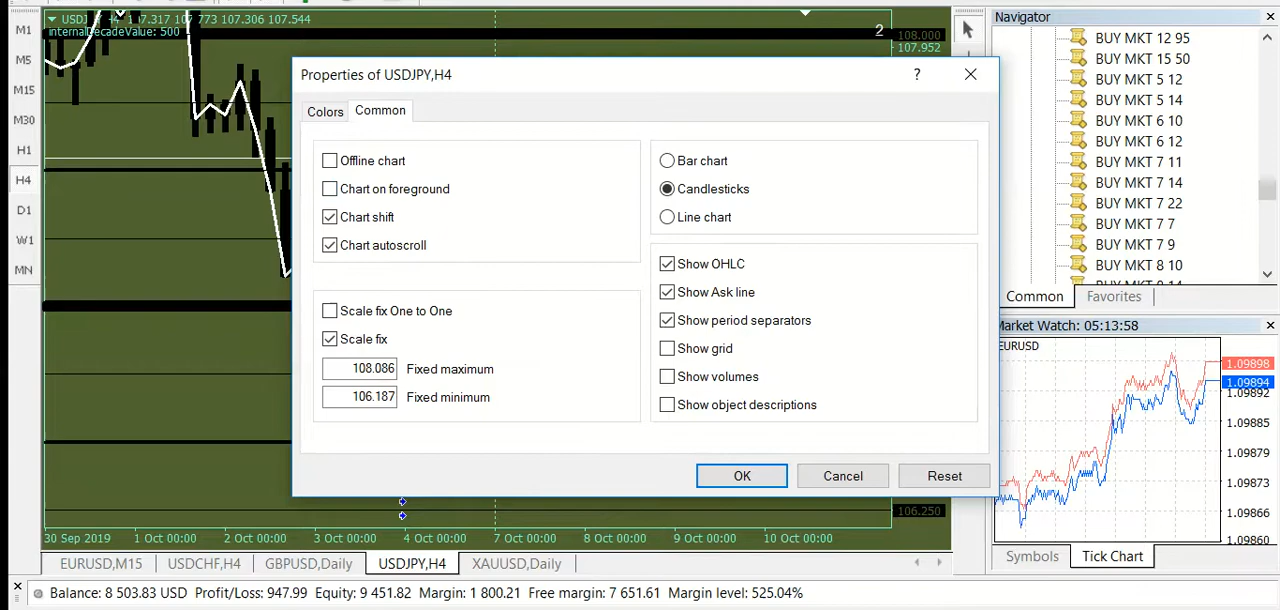 M1
M5
M15
M30
H1
H4
D1
W1
MN
USDJPY,H4 107.317 107.773 107.306 107.544
internalDecadeValue: 500
2
108.000
107.952
106.250
30 Sep 2019 1 Oct 00:00 2 Oct 00:00 3 Oct 00:00 4 Oct 00:00 7 Oct 00:00 8 Oct 00:00 9 Oct 00:00 10 Oct 00:00
Properties of USDJPY,H4
?
Colors Common
Offline chart
Chart on foreground
Chart shift
Chart autoscroll
Scale fix One to One
Scale fix
108.086 Fixed maximum
106.187 Fixed minimum
Bar chart
Candlesticks
Line chart
Show OHLC
Show Ask line
Show period separators
Show grid
Show volumes
Show object descriptions
OK Cancel Reset
Navigator
BUY MKT 12 95
BUY MKT 15 50
BUY MKT 5 12
BUY MKT 5 14
BUY MKT 6 10
BUY MKT 6 12
BUY MKT 7 11
BUY MKT 7 14
BUY MKT 7 22
BUY MKT 7 7
BUY MKT 7 9
BUY MKT 8 10
Common Favorites
Market Watch: 05:13:58
EURUSD
1.09898
1.09894
1.09892
1.09885
1.09879
1.09873
1.09866
1.09860
Symbols Tick Chart
EURUSD,M15 USDCHF,H4 GBPUSD,Daily USDJPY,H4 XAUUSD,Daily
Balance: 8 503.83 USD Profit/Loss: 947.99 Equity: 9 451.82 Margin: 1 800.21 Free margin: 7 651.61 Margin level: 525.04%